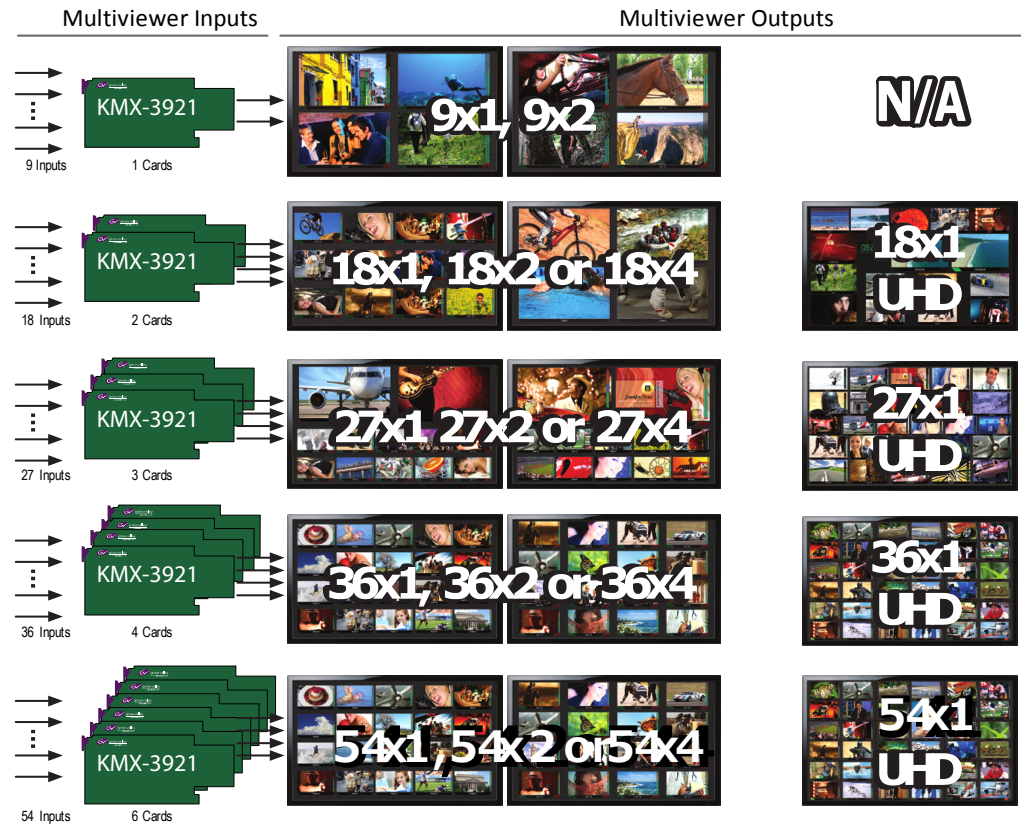 Multiviewer Inputs
Multiviewer Outputs
KMX-3921
9 Inputs
1 Cards
9x1, 9x2
N/A
KMX-3921
18 Inputs
2 Cards
18x1, 18x2 or 18x4
18x1
UHD
KMX-3921
27 Inputs
3 Cards
27x1 27x2 or 27x4
27x1
UHD
KMX-3921
36 Inputs
4 Cards
36x1, 36x2 or 36x4
36x1
UHD
KMX-3921
54 Inputs
6 Cards
54x1, 54x2 or 54x4
54x1
UHD